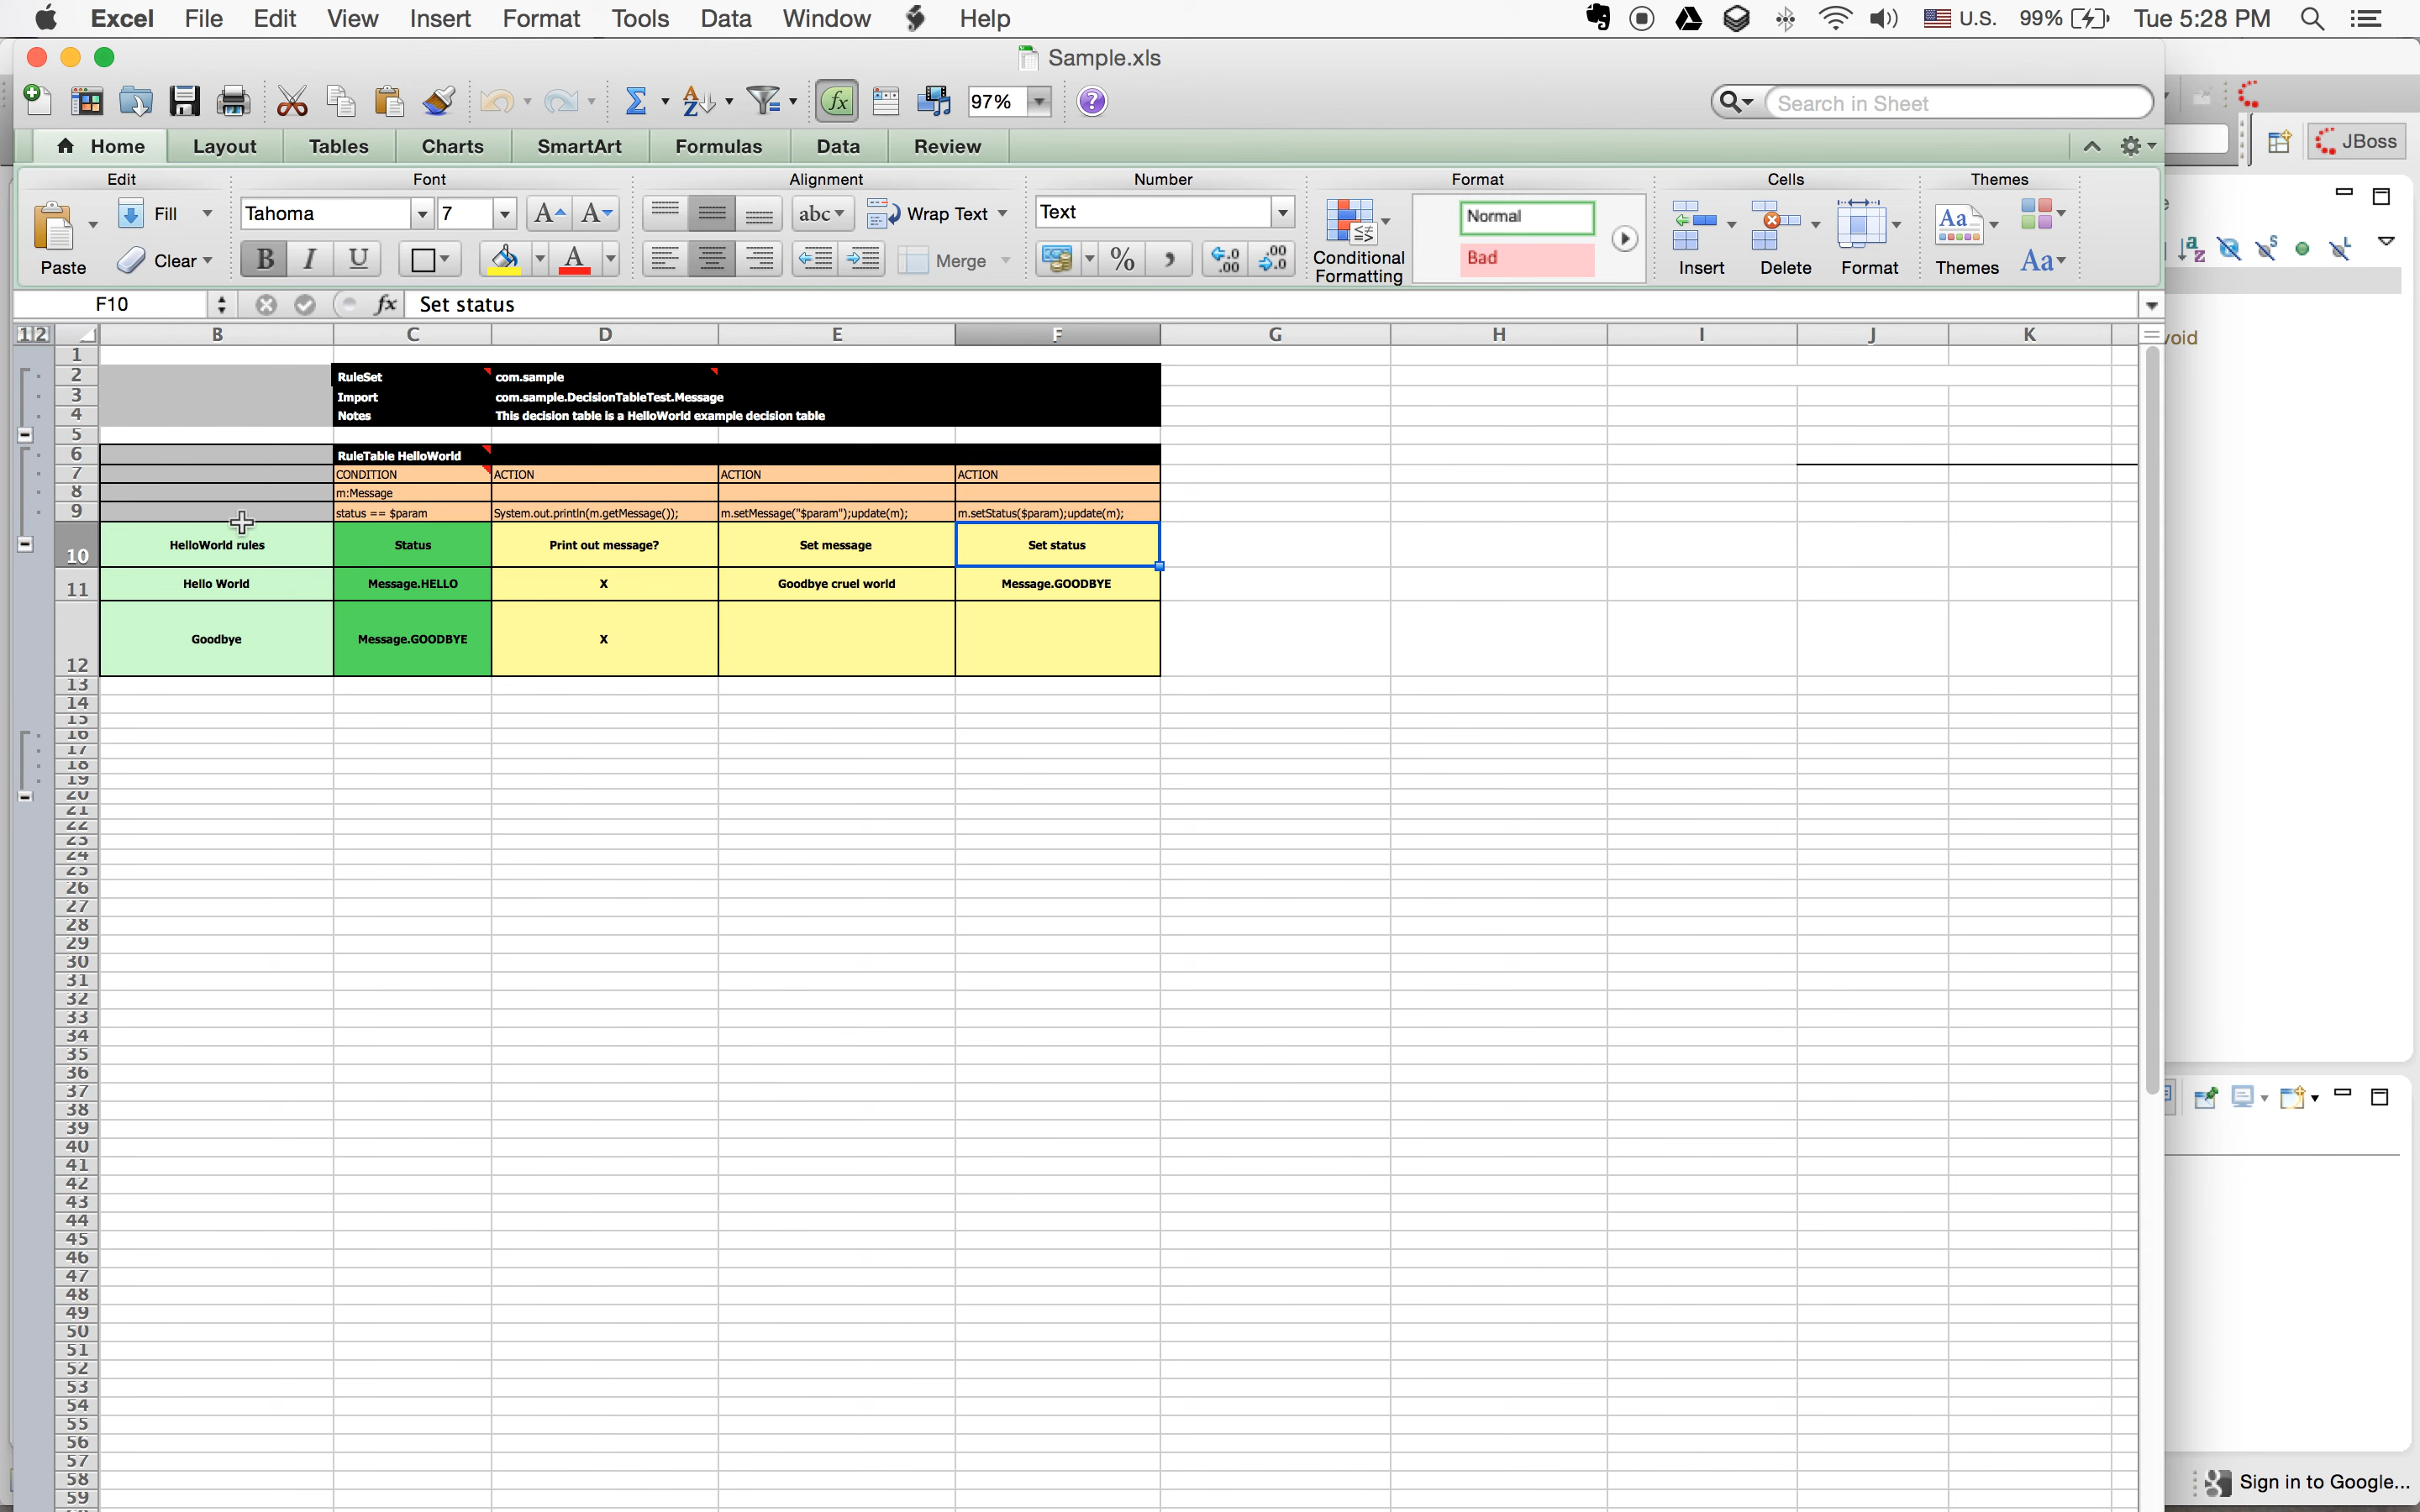 Excel File Edit View Insert Format Tools Data Window Help U.S. 99% Tue 5:28 PM
Sample.xls
97% Search in Sheet
JBoss
Home Layout Tables Charts SmartArt Formulas Data Review
Edit Font Alignment Number Format Cells Themes
Fill Tahoma 7 abc Wrap Text Text Normal
Paste Clear B I U Merge % Conditional Formatting Bad Insert Delete Format Themes Aa
F10 fx Set status
1 2 B C D E F G H I J K
void
1
2 RuleSet com.sample
3 Import com.sample.DecisionTableTest.Message
4 Notes This decision table is a HelloWorld example decision table
5
6 RuleTable HelloWorld
7 CONDITION ACTION ACTION ACTION
8 m:Message
9 status == $param System.out.println(m.getMessage()); m.setMessage("$param");update(m); m.setStatus($param);update(m);
10 HelloWorld rules Status Print out message? Set message Set status
11 Hello World Message.HELLO X Goodbye cruel world Message.GOODBYE
12 Goodbye Message.GOODBYE X
13
14
15
16
17
18
19
20
21
22
23
24
25
26
27
28
29
30
31
32
33
34
35
36
37
38
39
40
41
42
43
44
45
46
47
48
49
50
51
52
53
54
55
56
57
58
59
Sign in to Google...